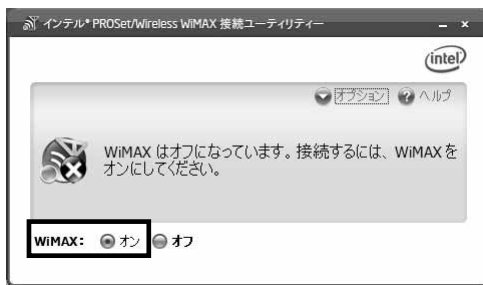 インテル® PROSet/Wireless WiMAX 接続ユーティリティー
intel
オプション ヘルプ
WiMAX はオフになっています。接続するには、WiMAX を
オンにしてください。
WiMAX: オン オフ